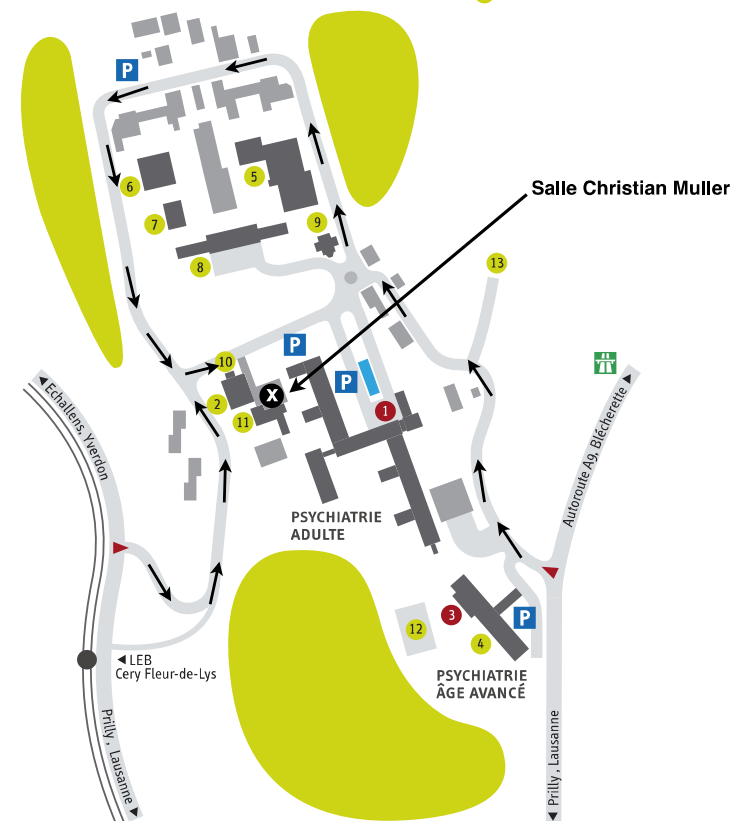 P
6
5
Salle Christian Muller
7
9
8
13
10
P
P
2
X
11
1
Echallens, Yverdon
Autoroute A9, Blécherette
PSYCHIATRIE
ADULTE
3
P
12
4
LEB
Cery Fleur-de-Lys
PSYCHIATRIE
ÂGE AVANCÉ
Prilly, Lausanne
Prilly, Lausanne